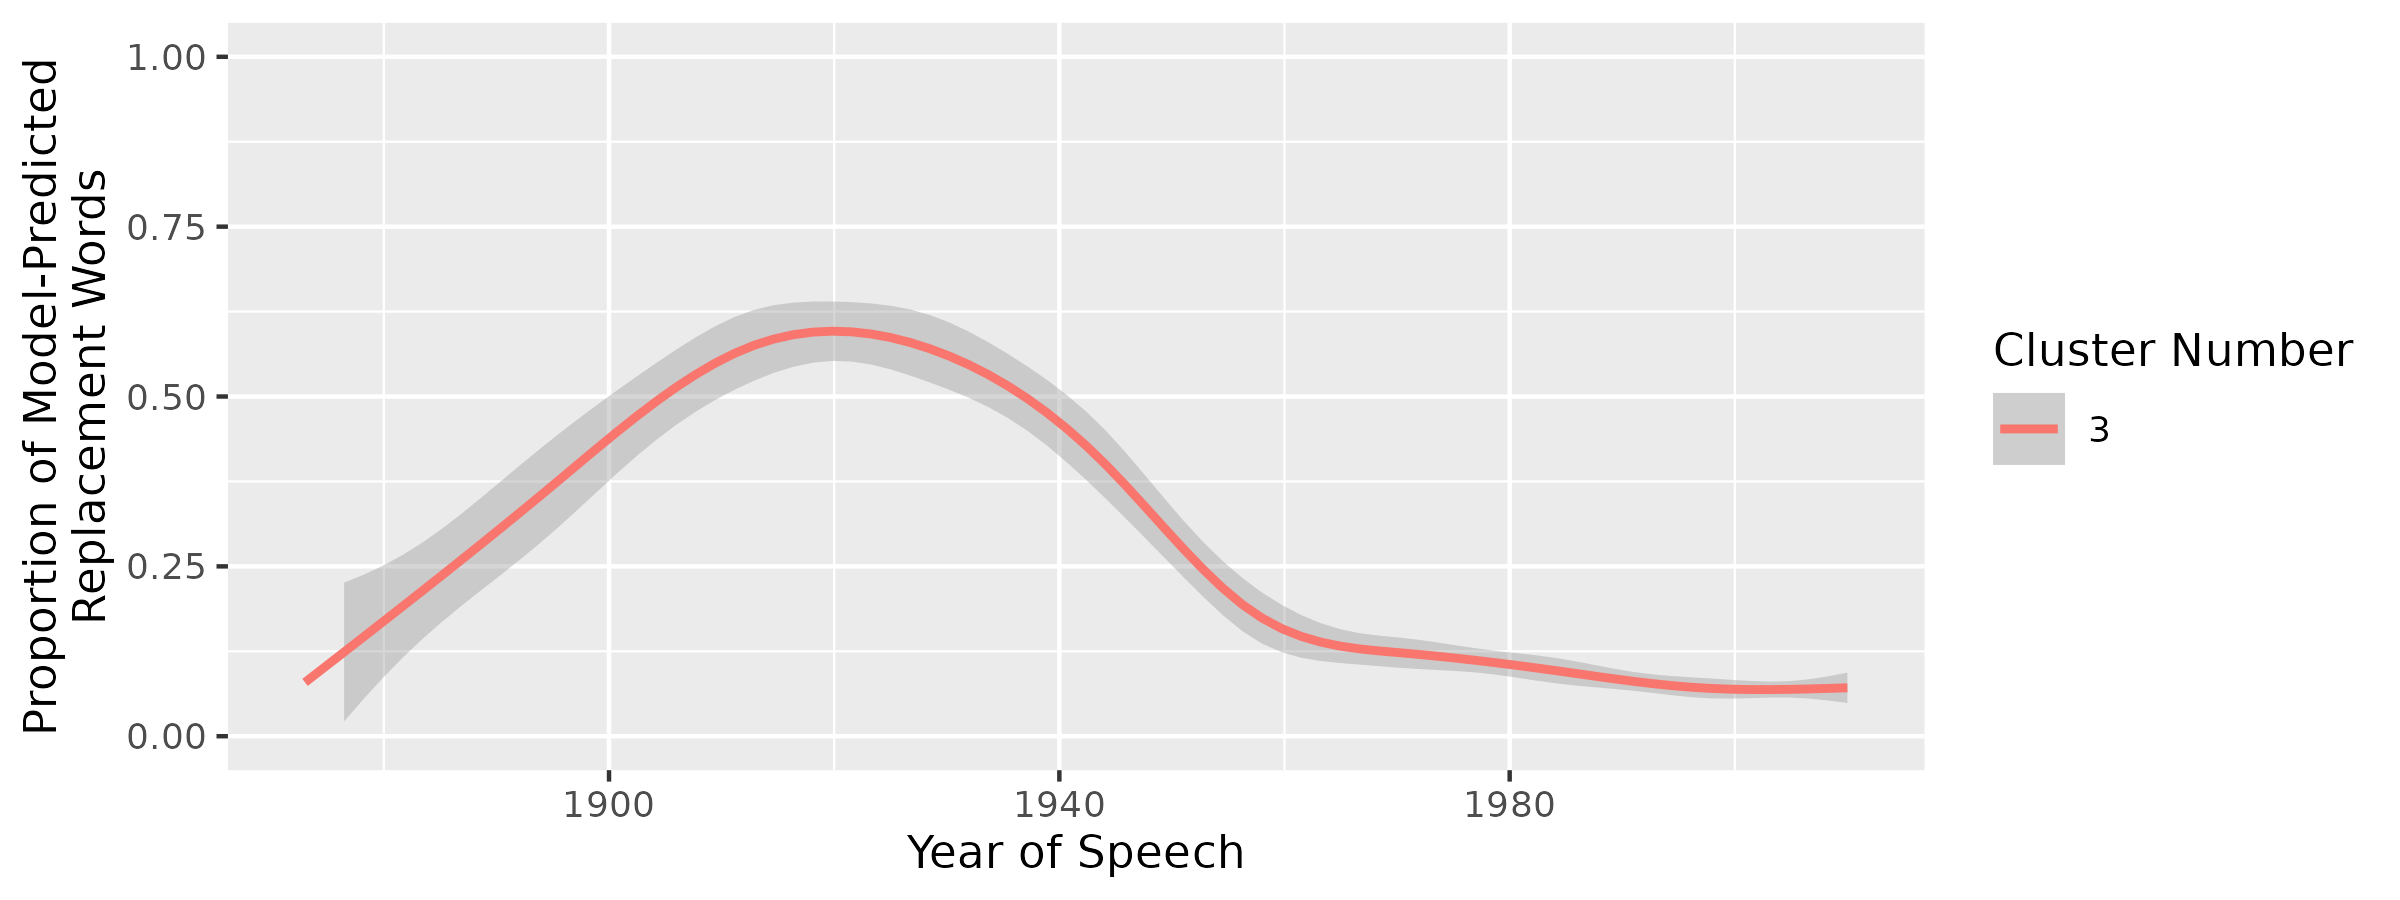 Proportion of Model-Predicted
Replacement Words
1.00
0.75
0.50
0.25
0.00
1900
1940
1980
Year of Speech
Cluster Number
3